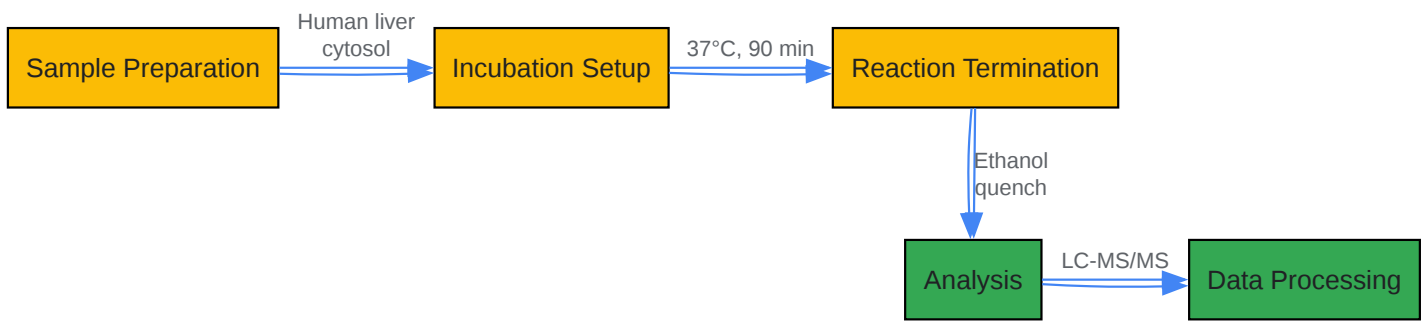 Human liver
cytosol
Sample Preparation
Incubation Setup
37°C, 90 min
Reaction Termination
Ethanol
quench
Analysis
LC-MS/MS
Data Processing